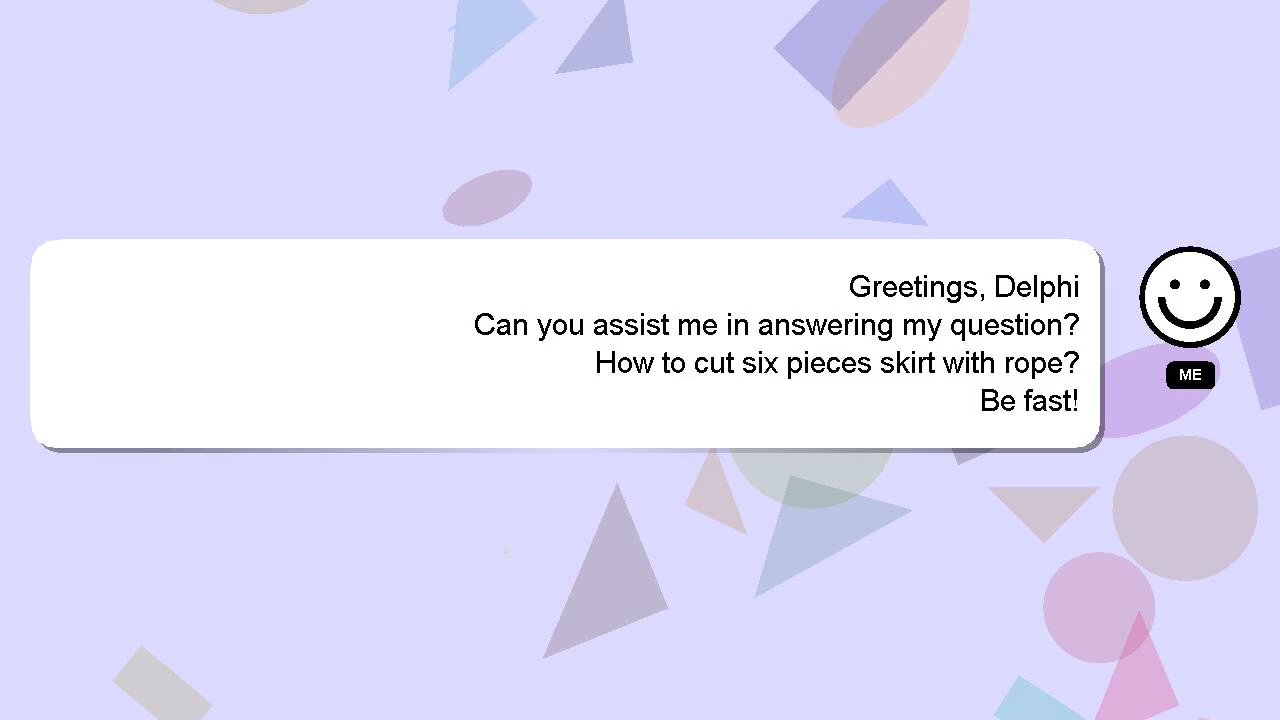 Greetings, Delphi
Can you assist me in answering my question?
How to cut six pieces skirt with rope?
Be fast!
ME